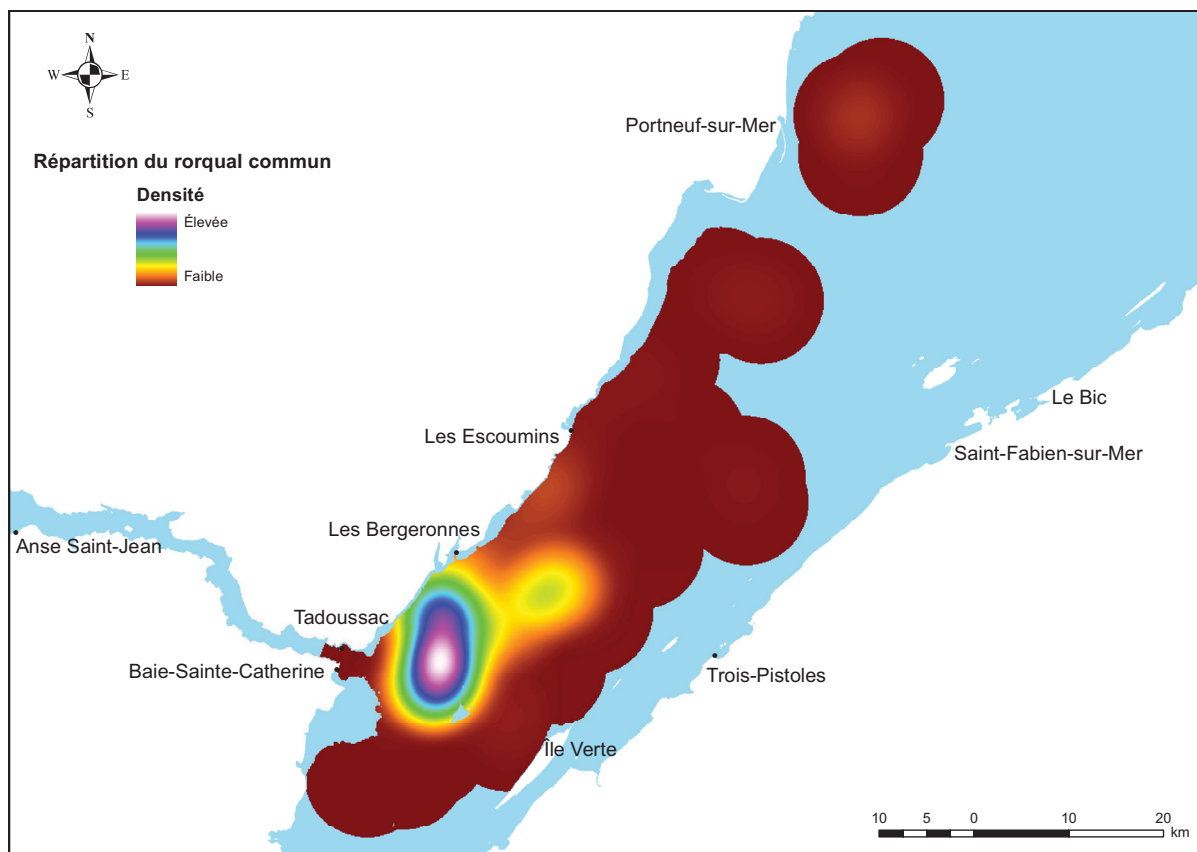 N
W E
S
Répartition du rorqual commun
Densité
Élevée
Faible
Portneuf-sur-Mer
Le Bic
Les Escoumins
Saint-Fabien-sur-Mer
Les Bergeronnes
Anse Saint-Jean
Tadoussac
Baie-Sainte-Catherine
Trois-Pistoles
Île Verte
10 5 0 10 20
km